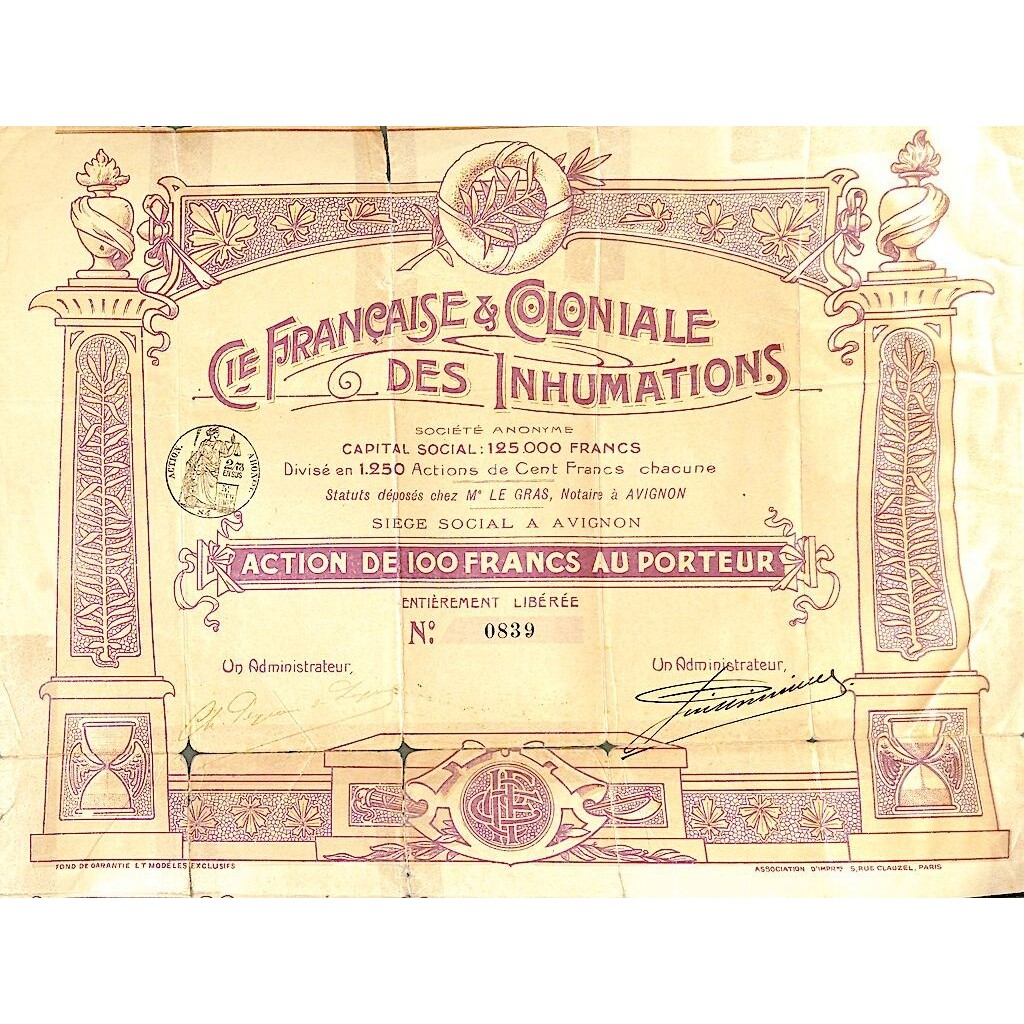 CIE FRANÇAISE & COLONIALE
DES INHUMATIONS
SOCIÉTÉ ANONYME
CAPITAL SOCIAL: 125.000 FRANCS
Divisé en 1.250 Actions de Cent Francs chacune
Statuts déposés chez Me LE GRAS, Notaire à AVIGNON
SIEGE SOCIAL A AVIGNON
ACTION DE 100 FRANCS AU PORTEUR
ENTIÈREMENT LIBÉRÉE
No. 0839
Un Administrateur, Un Administrateur,
FOND DE GARANTIE ET MODÈLES EXCLUSIFS
ASSOCIATION D'IMPRie 5, RUE CLAUZEL, PARIS